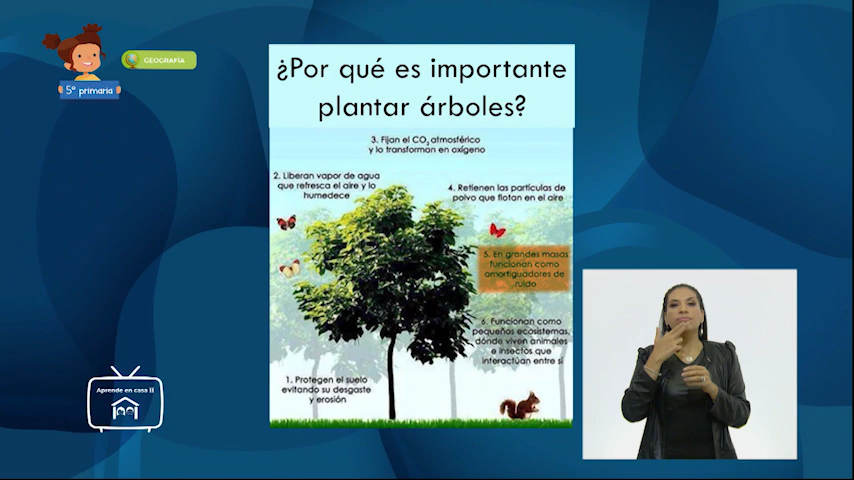 GEOGRAFÍA
5° primaria
¿Por qué es importante
plantar árboles?
3. Fijan el CO2 atmosférico
y lo transforman en oxígeno
2. Liberan vapor de agua
que refresca el aire y lo
humedece
4. Retienen las partículas de
polvo que flotan en el aire
5. En grandes masas
funcionan como
amortiguadores de
ruido
6. Funcionan como
pequeños ecosistemas,
dónde viven animales
e insectos que
interactúan entre sí
1. Protegen el suelo
evitando su desgaste
y erosión
Aprende en casa II